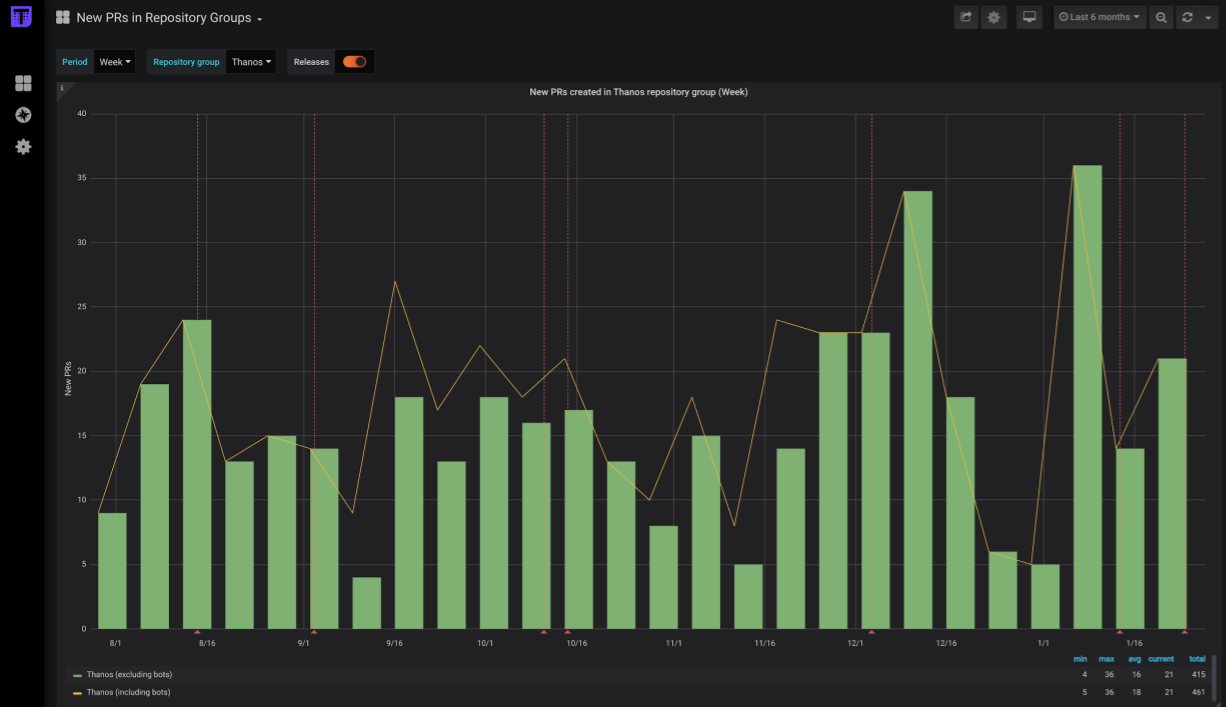 New PRs in Repository Groups
Last 6 months
Period Week Repository group Thanos Releases
i
New PRs created in Thanos repository group (Week)
40
35
30
25
20
15
10
5
0
New PRs
8/1 8/16 9/1 9/16 10/1 10/16 11/1 11/16 12/1 12/16 1/1 1/16
min max avg current total
Thanos (excluding bots) 4 36 16 21 415
Thanos (including bots) 5 36 18 21 461